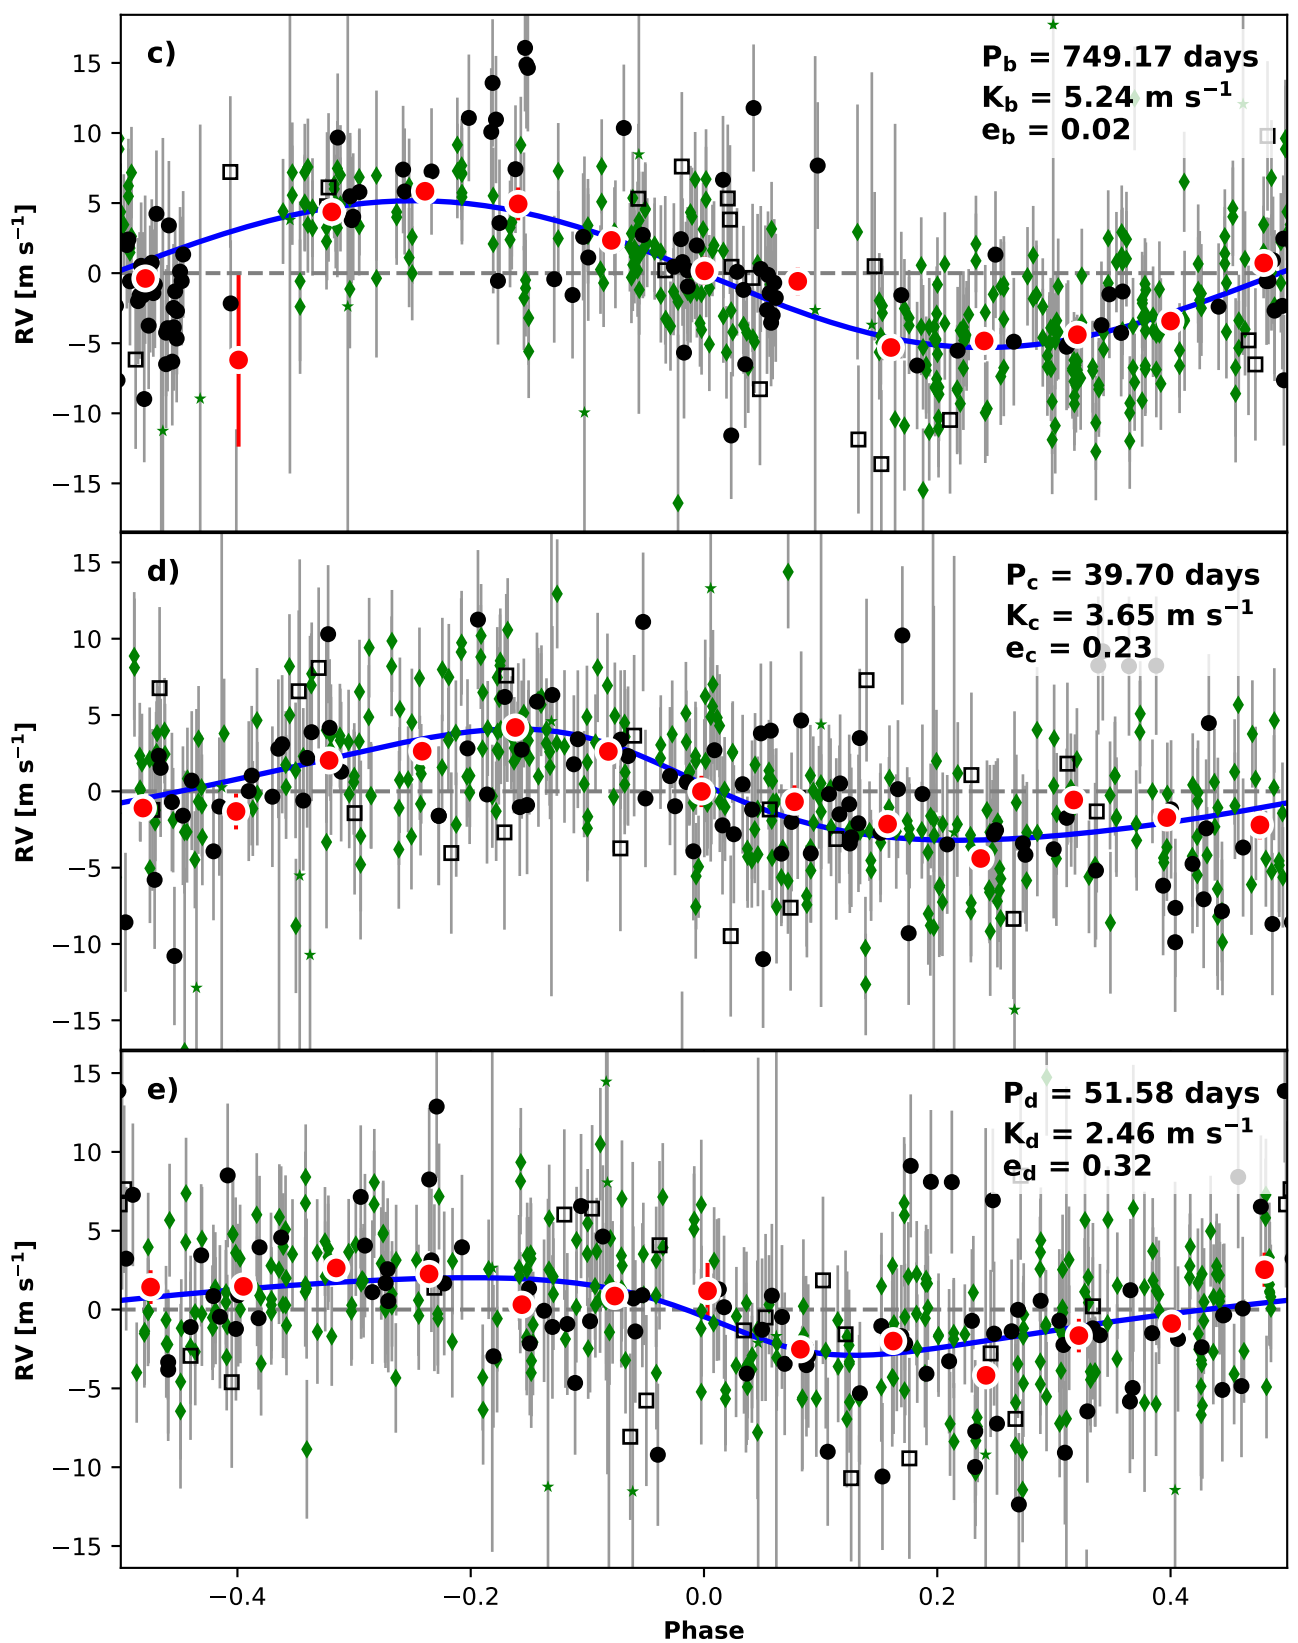 c)
P_b = 749.17 days
K_b = 5.24 m s⁻¹
e_b = 0.02
15
10
5
0
−5
−10
−15
RV [m s⁻¹]
d)
P_c = 39.70 days
K_c = 3.65 m s⁻¹
e_c = 0.23
15
10
5
0
−5
−10
−15
RV [m s⁻¹]
e)
P_d = 51.58 days
K_d = 2.46 m s⁻¹
e_d = 0.32
15
10
5
0
−5
−10
−15
RV [m s⁻¹]
−0.4 −0.2 0.0 0.2 0.4
Phase